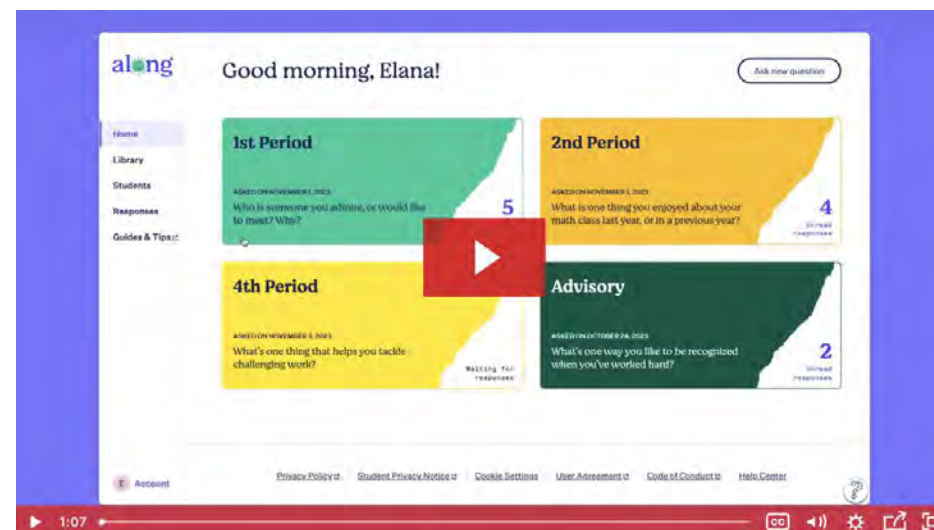 along
Good morning, Elana!
Ask new question
Home
Library
Students
Responses
Guides & Tips
1st Period
ASKED ON NOVEMBER 1, 2023
Who is someone you admire, or would like
to meet? Why?
5
2nd Period
ASKED ON NOVEMBER 1, 2023
What is one thing you enjoyed about your
math class last year, or in a previous year?
4
Unread
responses
4th Period
ASKED ON NOVEMBER 3, 2023
What's one thing that helps you tackle
challenging work?
Waiting for
responses
Advisory
ASKED ON OCTOBER 24, 2023
What's one way you like to be recognized
when you've worked hard?
2
Unread
responses
E Account
Privacy Policy Student Privacy Notice Cookie Settings User Agreement Code of Conduct Help Center
?
1:07
CC